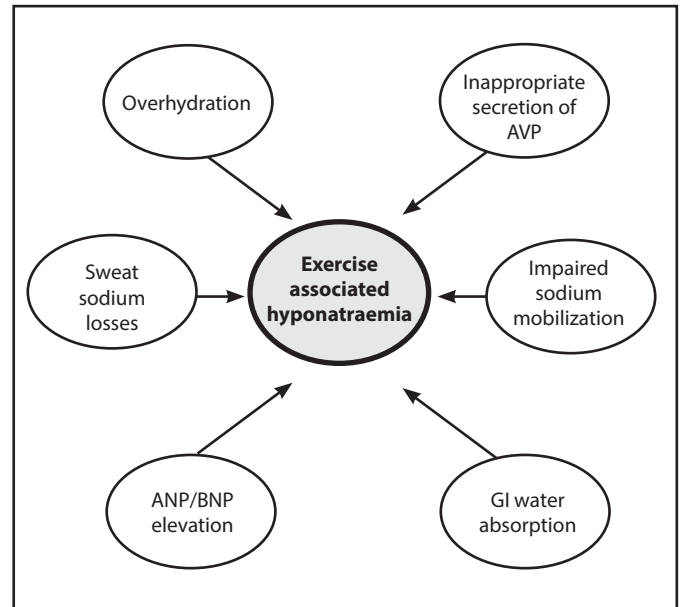 Overhydration
Inappropriate
secretion of
AVP
Sweat
sodium
losses
Exercise
associated
hyponatraemia
Impaired
sodium
mobilization
ANP/BNP
elevation
GI water
absorption